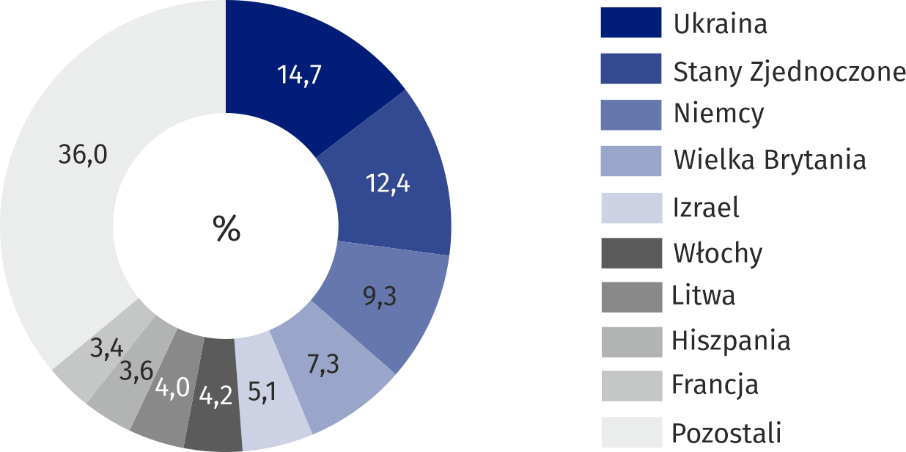 14,7
12,4
9,3
7,3
5,1
4,2
4,0
3,6
3,4
36,0
%
Ukraina
Stany Zjednoczone
Niemcy
Wielka Brytania
Izrael
Włochy
Litwa
Hiszpania
Francja
Pozostali